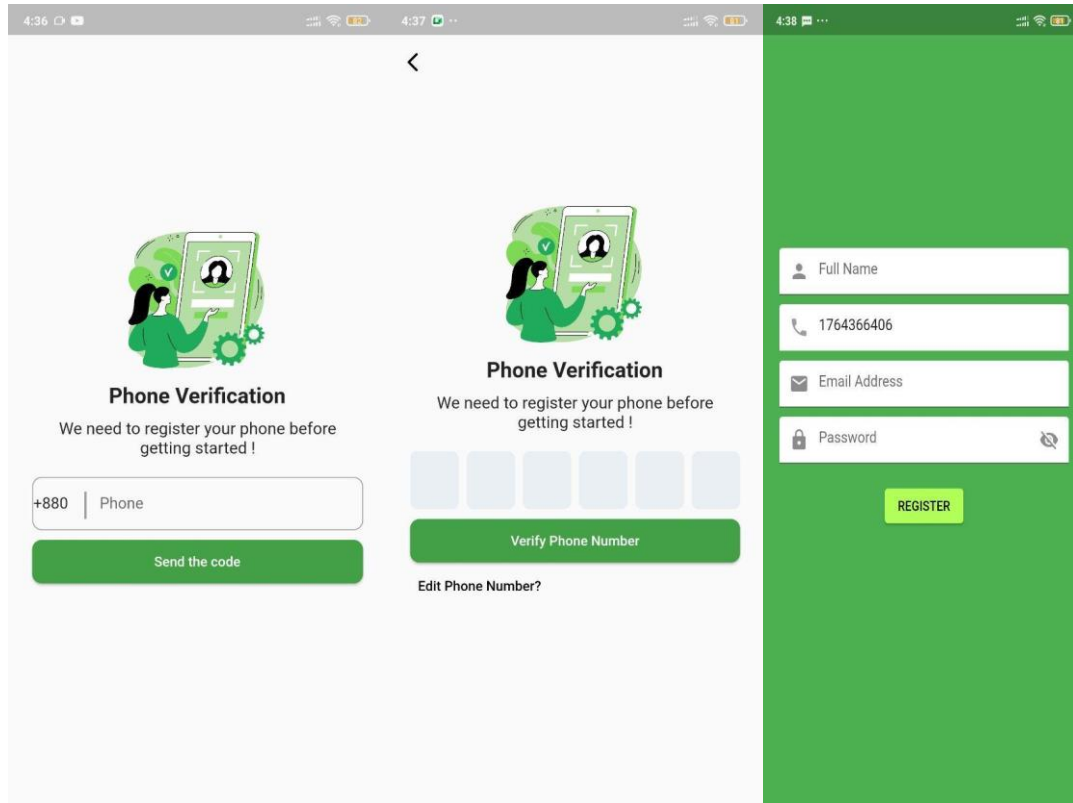 4:36
82
Phone Verification
We need to register your phone before
getting started !
+880
Phone
Send the code
4:37
81
Phone Verification
We need to register your phone before
getting started !
Verify Phone Number
Edit Phone Number?
4:38
Full Name
1764366406
Email Address
Password
REGISTER